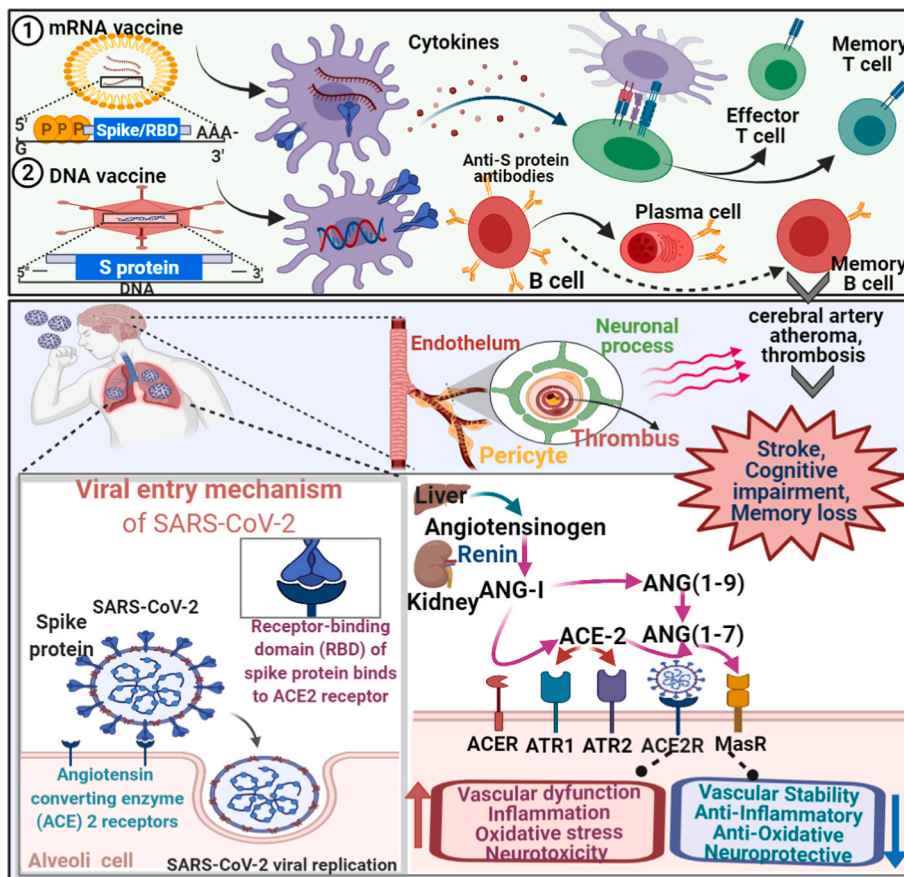 1 mRNA vaccine
5'
G
P P P
Spike/RBD
AAA-
3'
Cytokines
Memory
T cell
Effector
T cell
2 DNA vaccine
5'
S protein
3'
DNA
Anti-S protein
antibodies
B cell
Plasma cell
Memory
B cell
cerebral artery
atheroma,
thrombosis
Endothelum
Neuronal
process
Pericyte
Thrombus
Stroke,
Cognitive
impairment,
Memory loss
Viral entry mechanism
of SARS-CoV-2
SARS-CoV-2
Spike
protein
Receptor-binding
domain (RBD) of
spike protein binds
to ACE2 receptor
Angiotensin
converting enzyme
(ACE) 2 receptors
Alveoli cell
SARS-CoV-2 viral replication
Liver
Angiotensinogen
Renin
Kidney
ANG-I
ANG(1-9)
ACE-2
ANG(1-7)
ACER
ATR1
ATR2
ACE2R
MasR
Vascular dyfunction
Inflammation
Oxidative stress
Neurotoxicity
Vascular Stability
Anti-Inflammatory
Anti-Oxidative
Neuroprotective